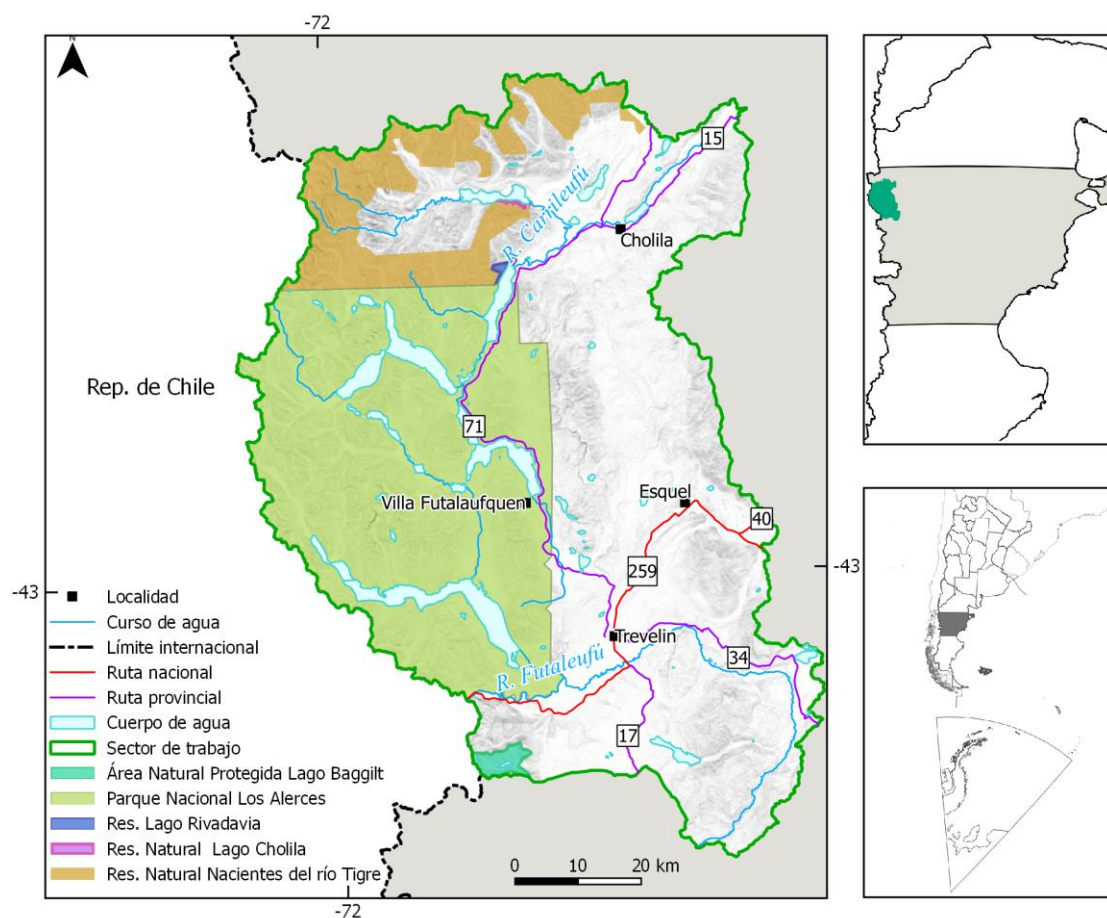 -72
N
15
R. Carrileufú
Cholila
Rep. de Chile
71
Villa Futalaufquen
Esquel
40
259
-43
-43
Trevelin
R. Futaleufú
34
17
Localidad
Curso de agua
Límite internacional
Ruta nacional
Ruta provincial
Cuerpo de agua
Sector de trabajo
Área Natural Protegida Lago Baggilt
Parque Nacional Los Alerces
Res. Lago Rivadavia
Res. Natural Lago Cholila
Res. Natural Nacientes del río Tigre
0 10 20 km
-72